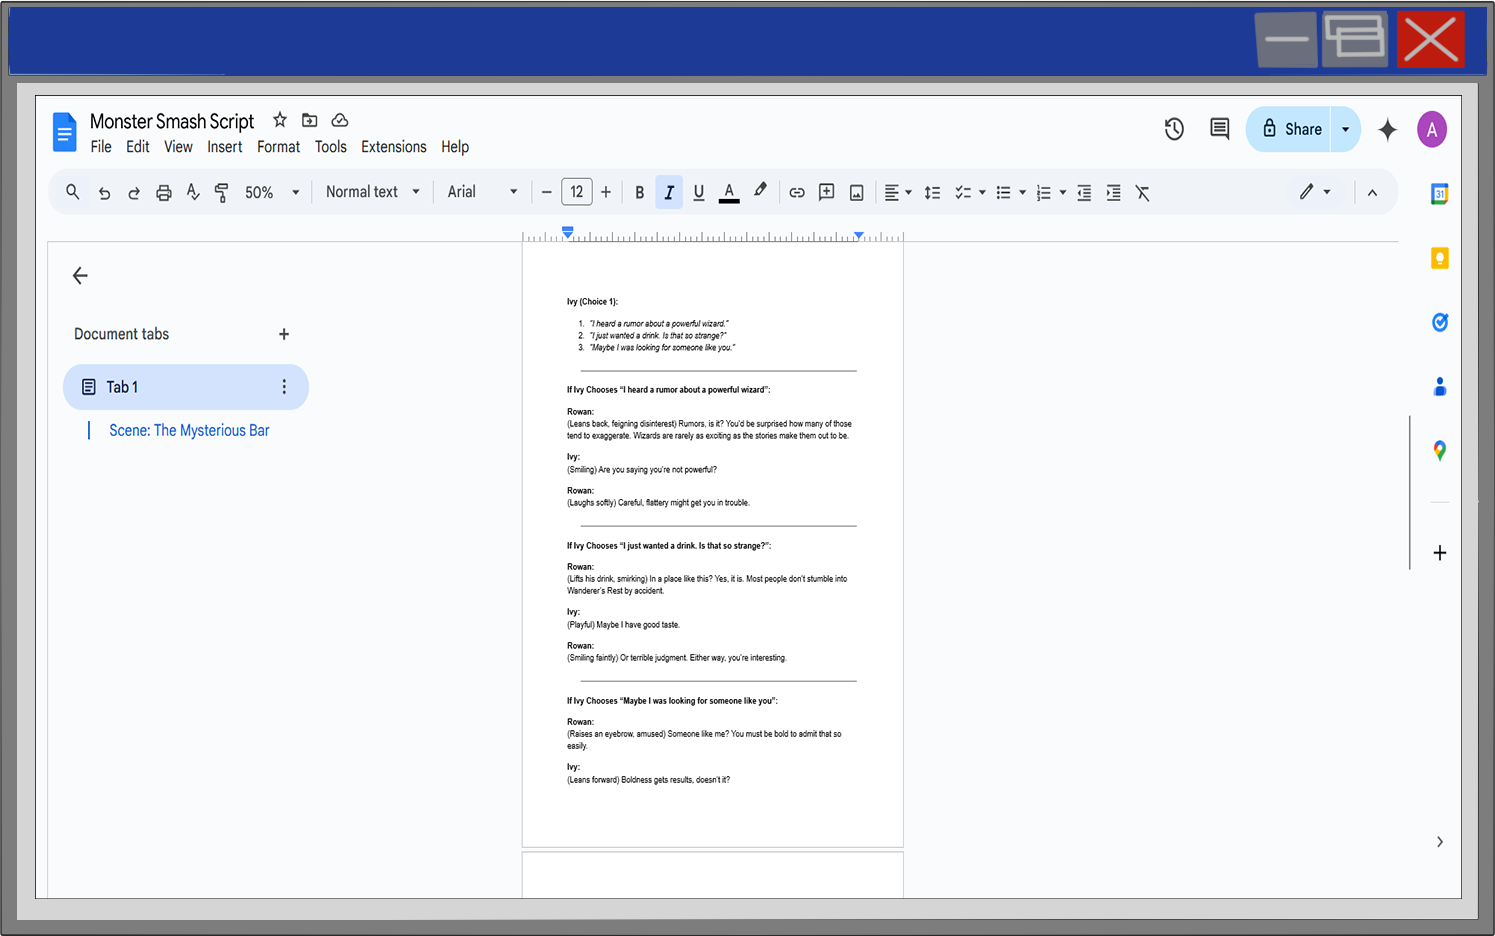 Monster Smash Script
File Edit View Insert Format Tools Extensions Help
Share
A
50% Normal text Arial 12 B I U A
31
Document tabs
Tab 1
Scene: The Mysterious Bar
Ivy (Choice 1):
1. "I heard a rumor about a powerful wizard."
2. "I just wanted a drink. Is that so strange?"
3. "Maybe I was looking for someone like you."
If Ivy Chooses “I heard a rumor about a powerful wizard”:
Rowan:
(Leans back, feigning disinterest) Rumors, is it? You’d be surprised how many of those
tend to exaggerate. Wizards are rarely as exciting as the stories make them out to be.
Ivy:
(Smiling) Are you saying you’re not powerful?
Rowan:
(Laughs softly) Careful, flattery might get you in trouble.
If Ivy Chooses “I just wanted a drink. Is that so strange?”:
Rowan:
(Lifts his drink, smirking) In a place like this? Yes, it is. Most people don’t stumble into
Wanderer’s Rest by accident.
Ivy:
(Playful) Maybe I have good taste.
Rowan:
(Smiling faintly) Or terrible judgment. Either way, you’re interesting.
If Ivy Chooses “Maybe I was looking for someone like you”:
Rowan:
(Raises an eyebrow, amused) Someone like me? You must be bold to admit that so
easily.
Ivy:
(Leans forward) Boldness gets results, doesn’t it?